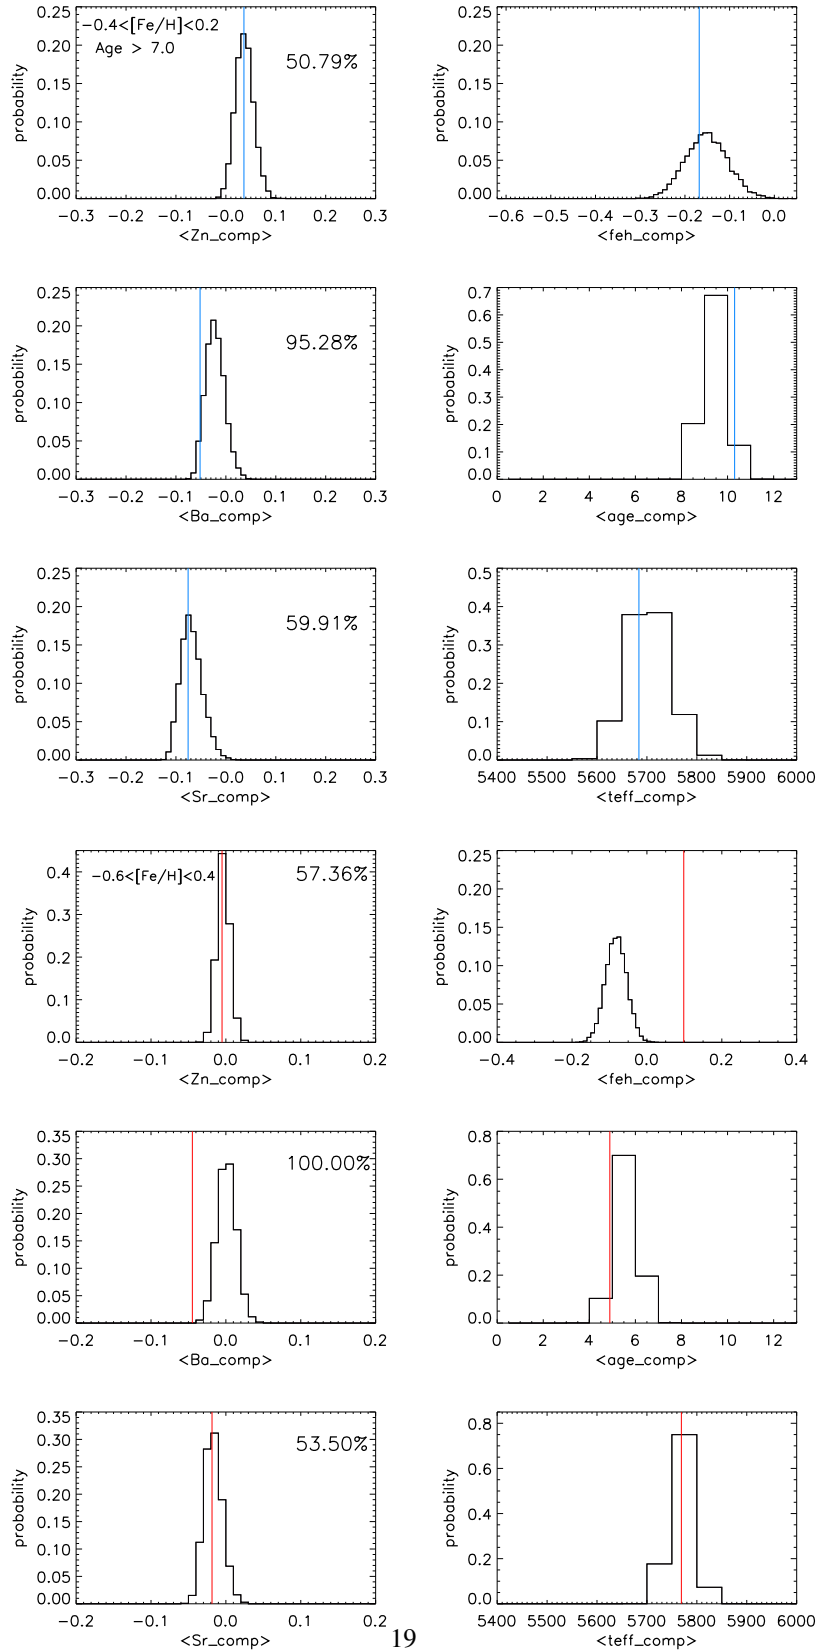 −0.4<[Fe/H]<0.2
Age > 7.0
50.79%
probability
0.25
0.20
0.15
0.10
0.05
0.00
−0.3 −0.2 −0.1 −0.0 0.1 0.2 0.3
<Zn_comp>
probability
0.25
0.20
0.15
0.10
0.05
0.00
−0.6 −0.5 −0.4 −0.3 −0.2 −0.1 0.0
<feh_comp>
95.28%
probability
0.25
0.20
0.15
0.10
0.05
0.00
−0.3 −0.2 −0.1 −0.0 0.1 0.2 0.3
<Ba_comp>
probability
0.7
0.6
0.5
0.4
0.3
0.2
0.1
0.0
0 2 4 6 8 10 12
<age_comp>
59.91%
probability
0.25
0.20
0.15
0.10
0.05
0.00
−0.3 −0.2 −0.1 −0.0 0.1 0.2 0.3
<Sr_comp>
probability
0.5
0.4
0.3
0.2
0.1
0.0
5400 5500 5600 5700 5800 5900 6000
<teff_comp>
−0.6<[Fe/H]<0.4
57.36%
probability
0.4
0.3
0.2
0.1
0.0
−0.2 −0.1 0.0 0.1 0.2
<Zn_comp>
probability
0.25
0.20
0.15
0.10
0.05
0.00
−0.4 −0.2 0.0 0.2 0.4
<feh_comp>
100.00%
probability
0.35
0.30
0.25
0.20
0.15
0.10
0.05
0.00
−0.2 −0.1 0.0 0.1 0.2
<Ba_comp>
probability
0.8
0.6
0.4
0.2
0.0
0 2 4 6 8 10 12
<age_comp>
53.50%
probability
0.35
0.30
0.25
0.20
0.15
0.10
0.05
0.00
−0.2 −0.1 0.0 0.1 0.2
<Sr_comp>
probability
0.8
0.6
0.4
0.2
0.0
5400 5500 5600 5700 5800 5900 6000
<teff_comp>
19